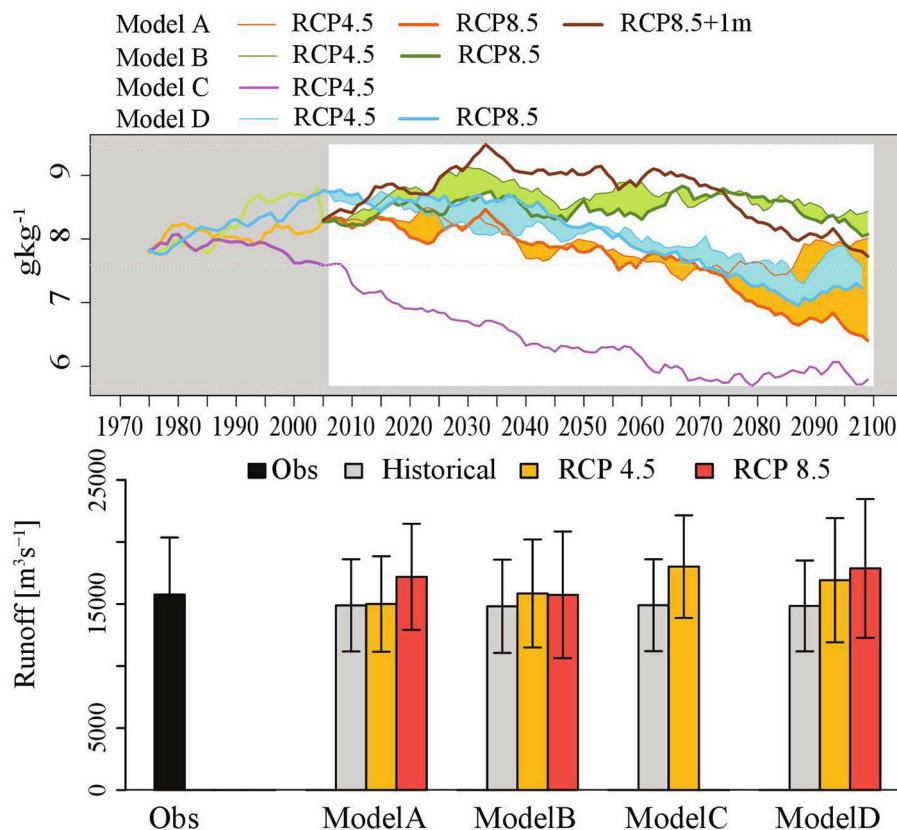 Model A RCP4.5 RCP8.5 RCP8.5+1m
Model B RCP4.5 RCP8.5
Model C RCP4.5
Model D RCP4.5 RCP8.5
gkg⁻¹
9
8
7
6
1970 1980 1990 2000 2010 2020 2030 2040 2050 2060 2070 2080 2090 2100
Obs Historical RCP 4.5 RCP 8.5
Runoff [m³s⁻¹]
25000
15000
5000
0
Obs ModelA ModelB ModelC ModelD